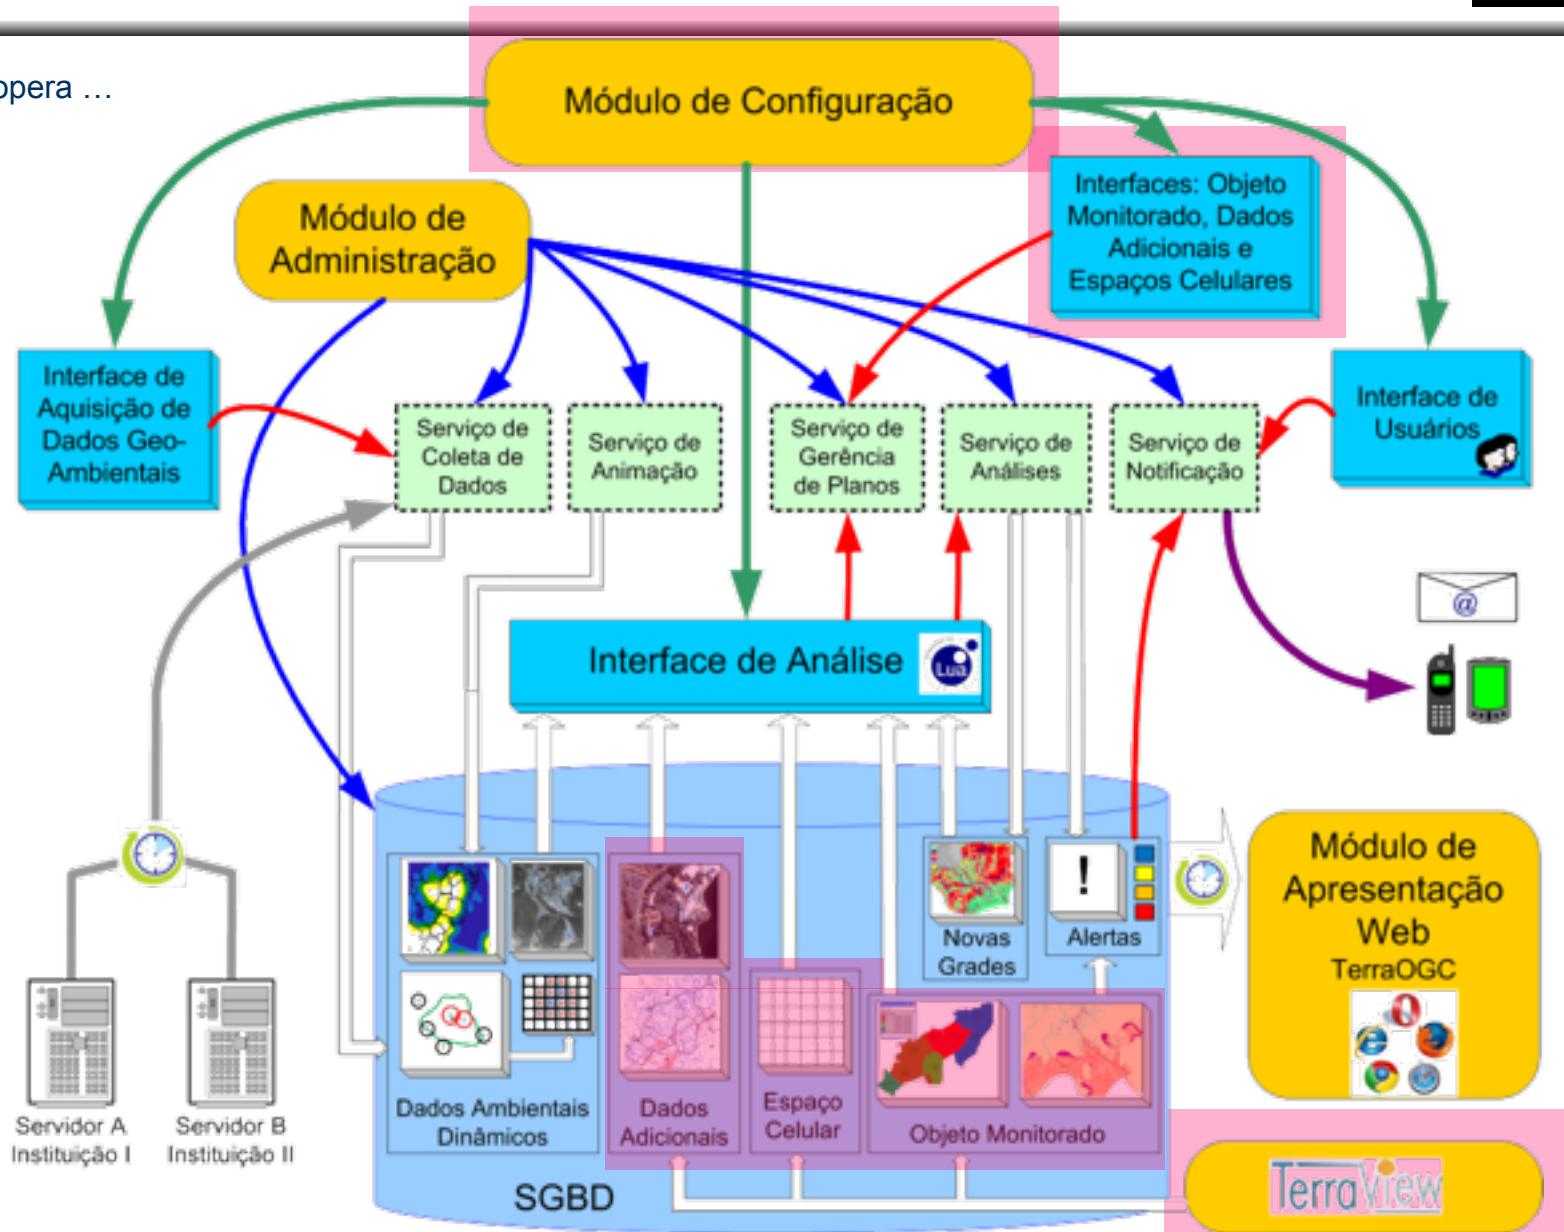 opera …
Módulo de Configuração
Módulo de
Administração
Interfaces: Objeto
Monitorado, Dados
Adicionais e
Espaços Celulares
Interface de
Aquisição de
Dados Geo-
Ambientais
Serviço de
Coleta de
Dados
Serviço de
Animação
Serviço de
Gerência
de Planos
Serviço de
Análises
Serviço de
Notificação
Interface de
Usuários
@
Interface de Análise
Lua
!
Novas
Grades
Alertas
Módulo de
Apresentação
Web
TerraOGC
Servidor A
Instituição I
Servidor B
Instituição II
Dados Ambientais
Dinâmicos
Dados
Adicionais
Espaço
Celular
Objeto Monitorado
SGBD
TerraView